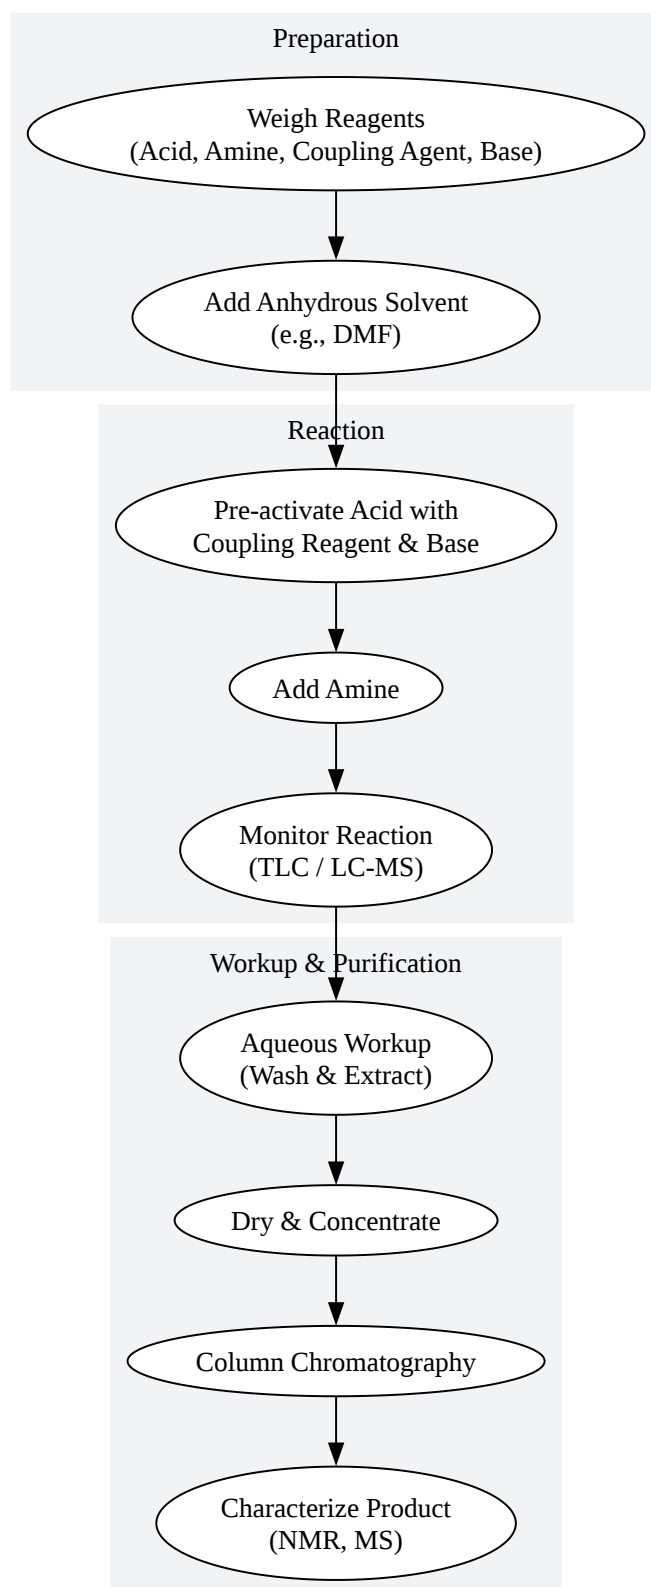 Preparation
Weigh Reagents
(Acid, Amine, Coupling Agent, Base)
Add Anhydrous Solvent
(e.g., DMF)
Reaction
Pre-activate Acid with
Coupling Reagent & Base
Add Amine
Monitor Reaction
(TLC / LC-MS)
Workup & Purification
Aqueous Workup
(Wash & Extract)
Dry & Concentrate
Column Chromatography
Characterize Product
(NMR, MS)